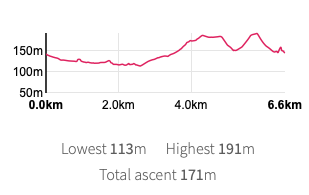 150m
100m
50m
0.0km 2.0km 4.0km 6.6km
Lowest 113m Highest 191m
Total ascent 171m